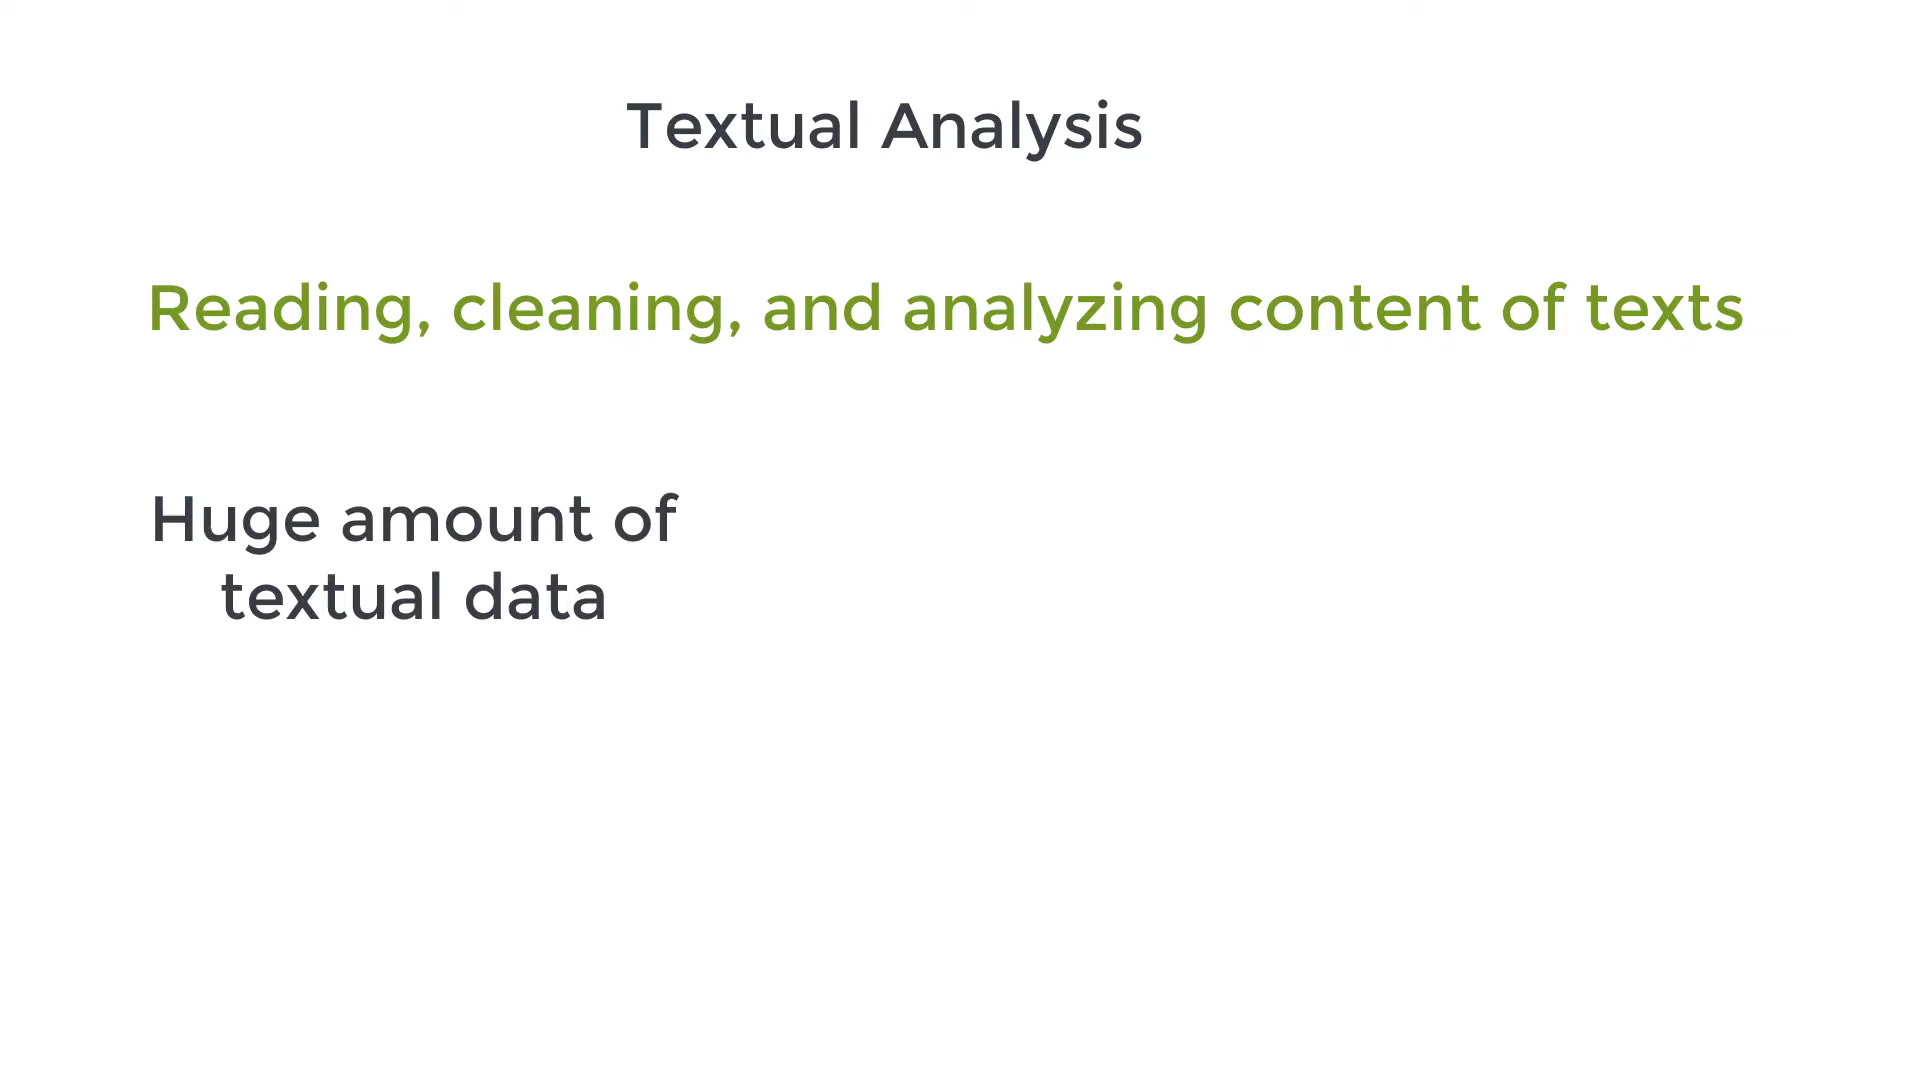 Textual Analysis
Reading, cleaning, and analyzing content of texts
Huge amount of
textual data